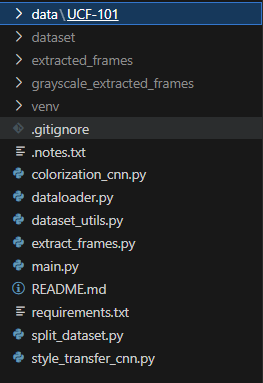 data\UCF-101
dataset
extracted_frames
grayscale_extracted_frames
venv
.gitignore
.notes.txt
colorization_cnn.py
dataloader.py
dataset_utils.py
extract_frames.py
main.py
README.md
requirements.txt
split_dataset.py
style_transfer_cnn.py